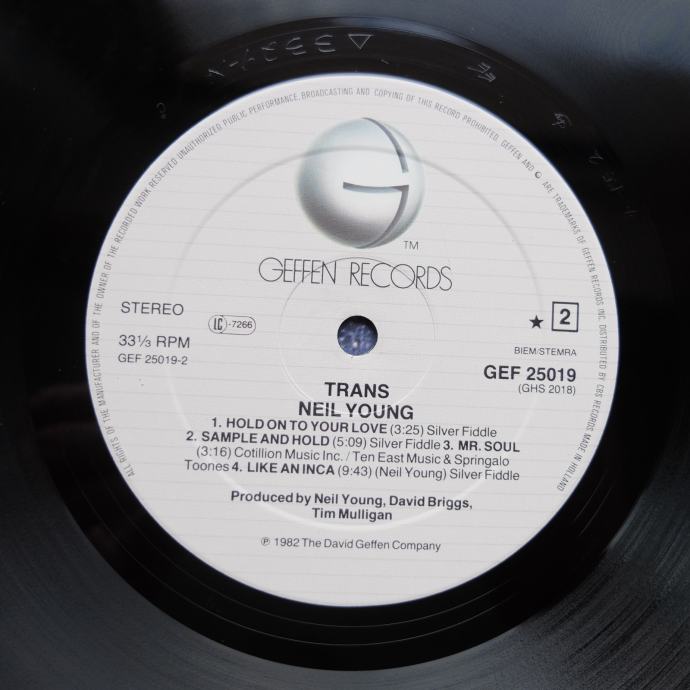 ALL RIGHTS OF THE MANUFACTURER AND OF THE OWNER OF THE RECORDED WORK RESERVED UNAUTHORIZED PUBLIC PERFORMANCE, BROADCASTING AND COPYING OF THIS RECORD PROHIBITED. GEFFEN AND G ARE TRADEMARKS OF GEFFEN RECORDS INC. DISTRIBUTED BY CBS RECORDS MADE IN HOLLAND
G
TM
GEFFEN RECORDS
STEREO
LC-7266
★ 2
33⅓ RPM
GEF 25019-2
BIEM/STEMRA
GEF 25019
(GHS 2018)
TRANS
NEIL YOUNG
1. HOLD ON TO YOUR LOVE (3:25) Silver Fiddle
2. SAMPLE AND HOLD (5:09) Silver Fiddle 3. MR. SOUL
(3:16) Cotillion Music Inc. / Ten East Music & Springalo
Toones 4. LIKE AN INCA (9:43) (Neil Young) Silver Fiddle
Produced by Neil Young, David Briggs,
Tim Mulligan
℗ 1982 The David Geffen Company